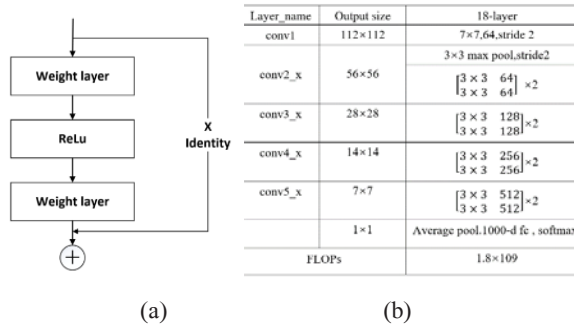 Weight layer
ReLu
Weight layer
X
Identity
(a)
Layer_name Output size 18-layer
conv1 112×112 7×7,64,stride 2
conv2_x 56×56 3×3 max pool,stride2
[3 × 3 64
3 × 3 64] ×2
conv3_x 28×28 [3 × 3 128
3 × 3 128]×2
conv4_x 14×14 [3 × 3 256
3 × 3 256]×2
conv5_x 7×7 [3 × 3 512
3 × 3 512]×2
1×1 Average pool.1000-d fc , softmax
FLOPs 1.8×109
(b)